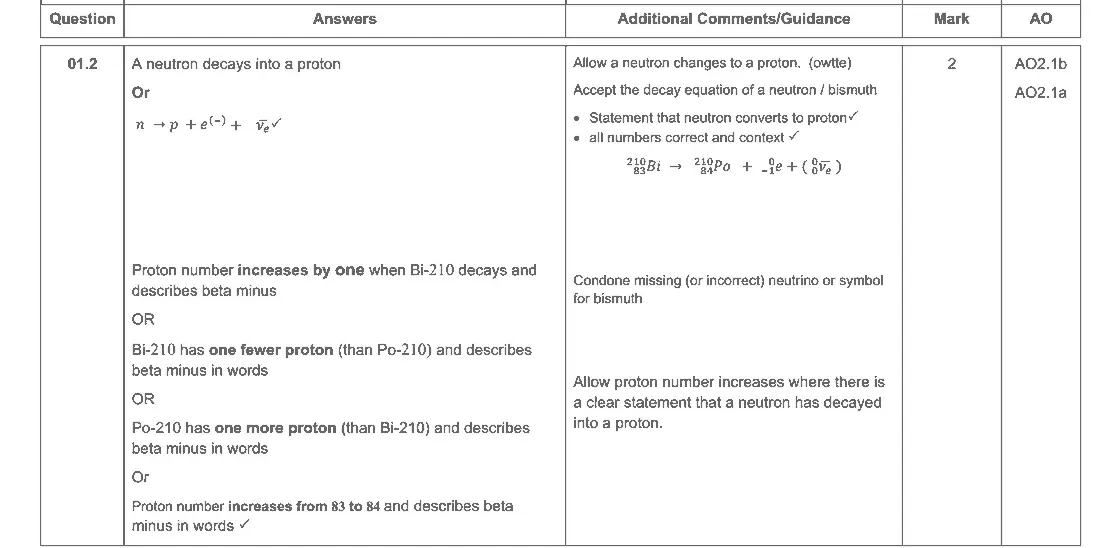 Question Answers Additional Comments/Guidance Mark AO
01.2 A neutron decays into a proton Allow a neutron changes to a proton. (owtte) 2 AO2.1b
Or Accept the decay equation of a neutron / bismuth AO2.1a
n → p + e⁽⁻⁾ + ν̅ₑ✓ • Statement that neutron converts to proton✓
• all numbers correct and context ✓
²¹⁰₈₃Bi → ²¹⁰₈₄Po + ⁰₋₁e + ( ⁰₀ν̅ₑ )
Proton number increases by one when Bi-210 decays and
describes beta minus
Condone missing (or incorrect) neutrino or symbol
for bismuth
OR
Bi-210 has one fewer proton (than Po-210) and describes
beta minus in words
Allow proton number increases where there is
a clear statement that a neutron has decayed
into a proton.
OR
Po-210 has one more proton (than Bi-210) and describes
beta minus in words
Or
Proton number increases from 83 to 84 and describes beta
minus in words ✓